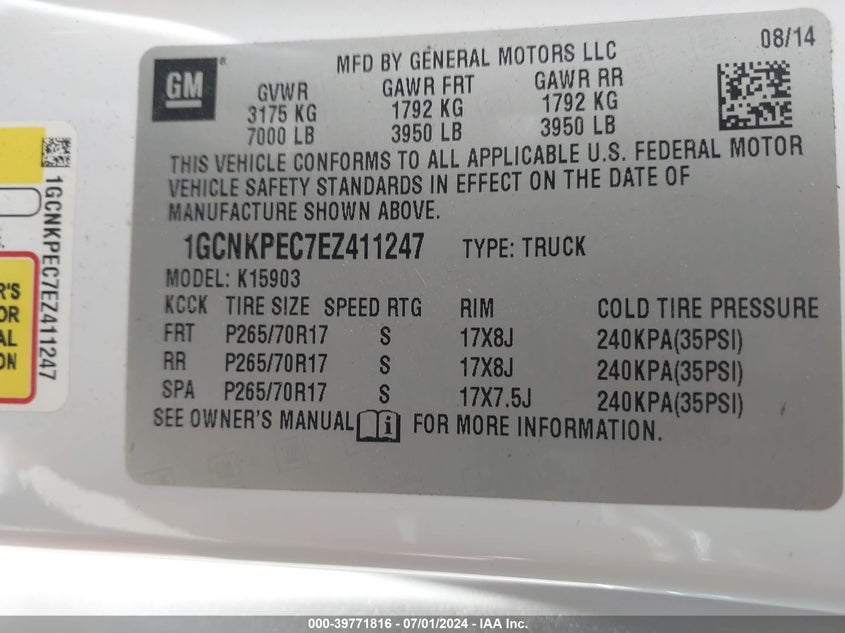 08/14
MFD BY GENERAL MOTORS LLC
GM®
GVWR GAWR FRT GAWR RR
3175 KG 1792 KG 1792 KG
7000 LB 3950 LB 3950 LB
THIS VEHICLE CONFORMS TO ALL APPLICABLE U.S. FEDERAL MOTOR
VEHICLE SAFETY STANDARDS IN EFFECT ON THE DATE OF
MANUFACTURE SHOWN ABOVE.
1GCNKPEC7EZ411247 TYPE: TRUCK
MODEL: K15903
KCCK TIRE SIZE SPEED RTG RIM COLD TIRE PRESSURE
FRT P265/70R17 S 17X8J 240KPA(35PSI)
RR P265/70R17 S 17X8J 240KPA(35PSI)
SPA P265/70R17 S 17X7.5J 240KPA(35PSI)
SEE OWNER'S MANUAL i FOR MORE INFORMATION.
1GCNKPEC7EZ411247
R'S
OR
AL
ON
000-39771816 - 07/01/2024 - IAA Inc.